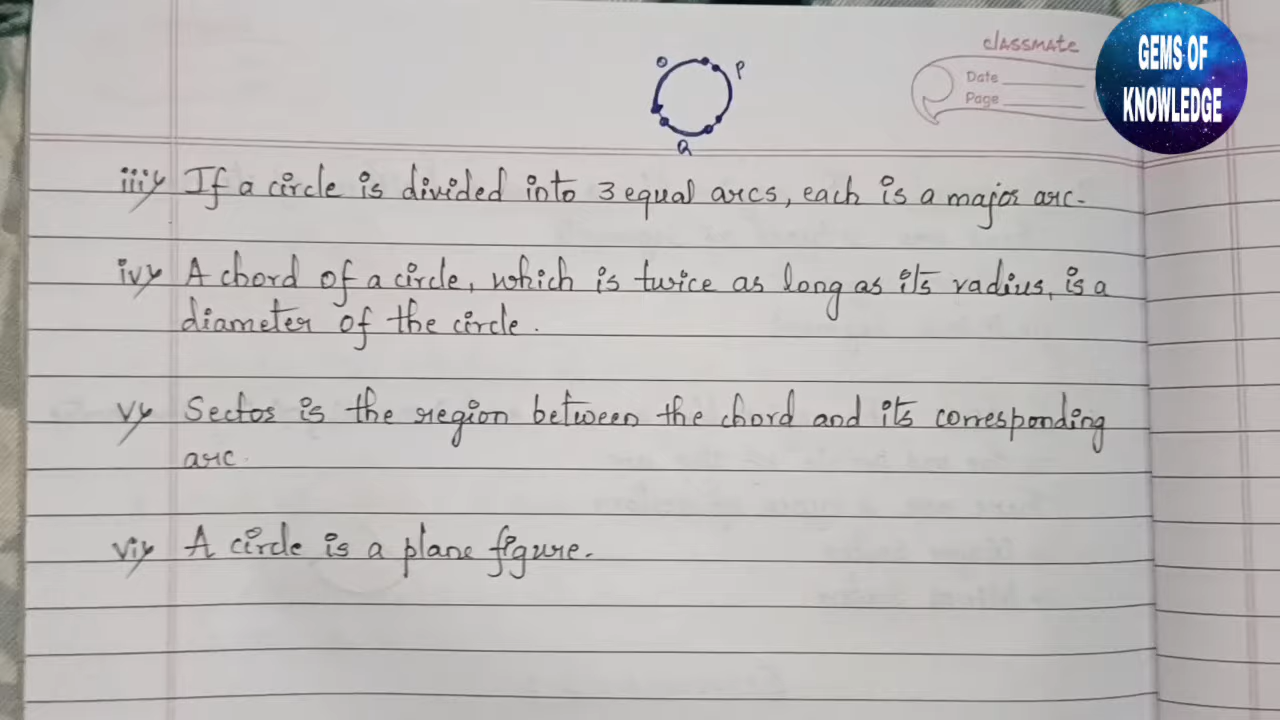 O
P
Q
classmate
Date
Page
GEMS OF
KNOWLEDGE
iii) If a circle is divided into 3 equal arcs, each is a major arc.
iv) A chord of a circle, which is twice as long as its radius, is a
diameter of the circle.
v) Sector is the region between the chord and its corresponding
arc.
vi) A circle is a plane figure.